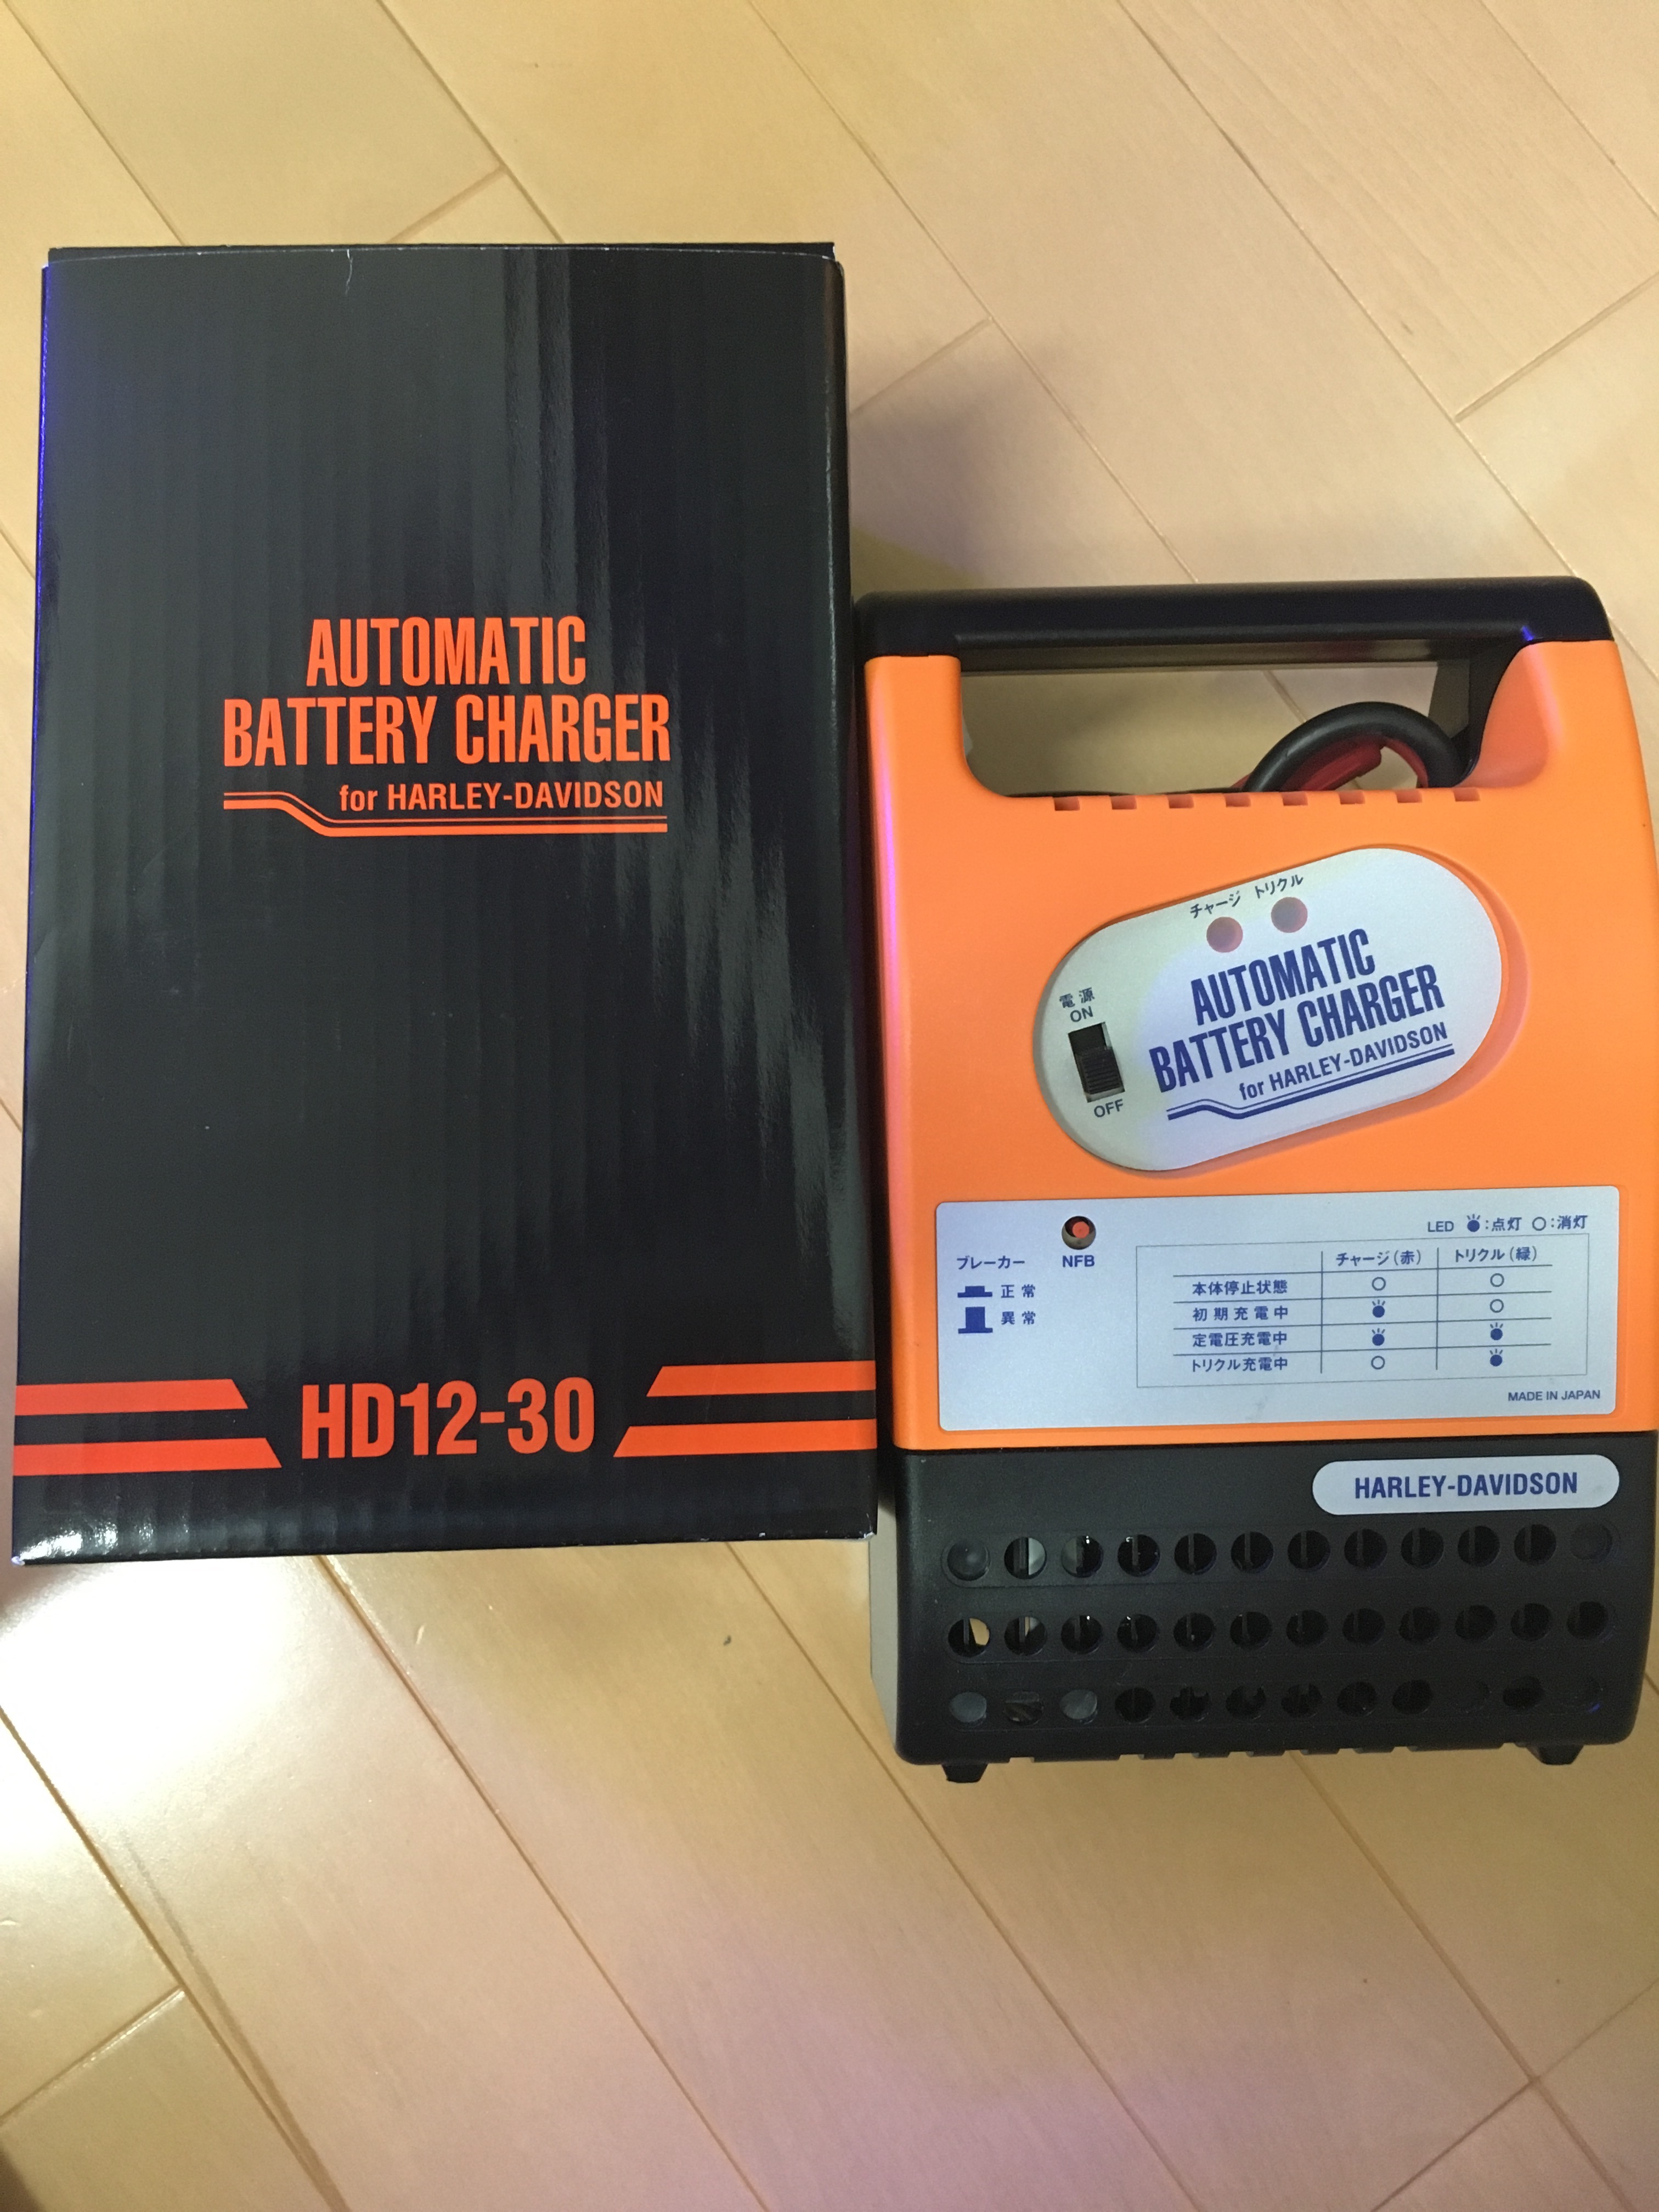 AUTOMATIC
BATTERY CHARGER
for HARLEY-DAVIDSON
HD12-30
チャージ トリクル
電源
ON
OFF
AUTOMATIC
BATTERY CHARGER
for HARLEY-DAVIDSON
ブレーカー
正常
異常
NFB
LED :点灯 ○:消灯
チャージ(赤) トリクル(緑)
本体停止状態 ○ ○
初期充電中 ○
定電圧充電中
トリクル充電中 ○
MADE IN JAPAN
HARLEY-DAVIDSON